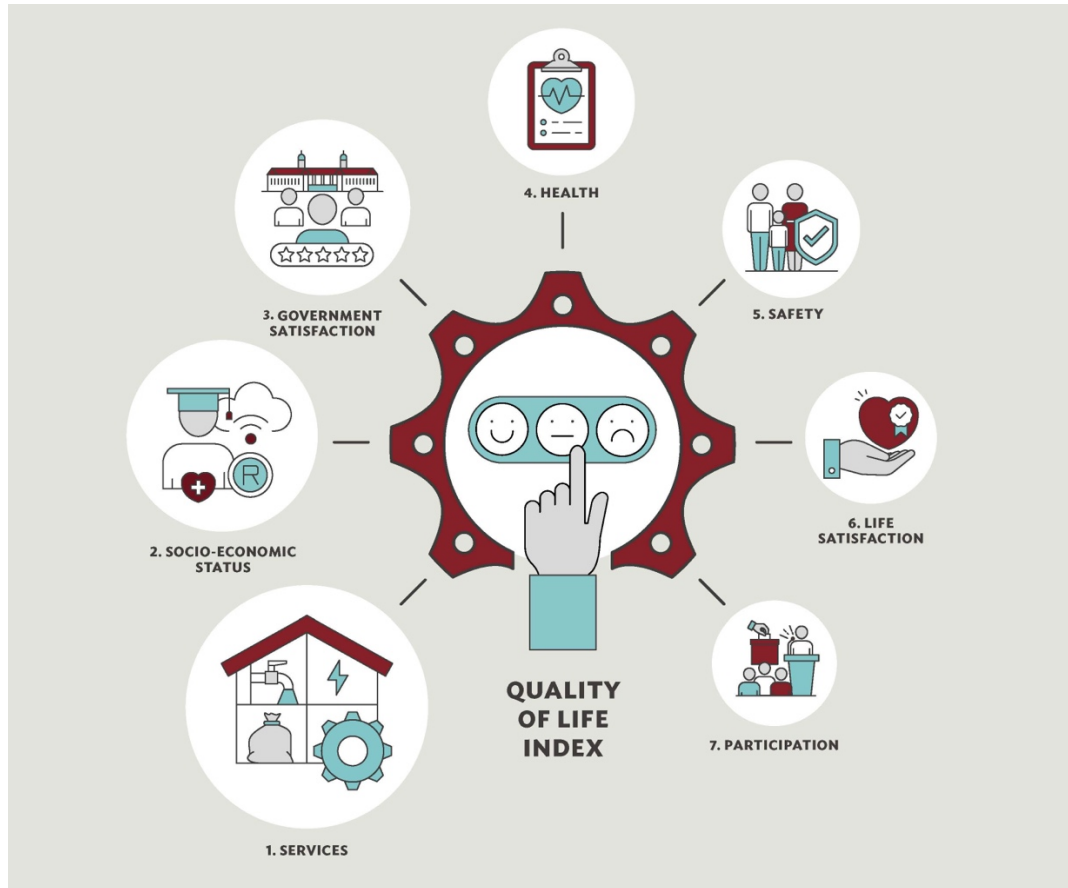 4. HEALTH
3. GOVERNMENT
SATISFACTION
5. SAFETY
2. SOCIO-ECONOMIC
STATUS
R
6. LIFE
SATISFACTION
1. SERVICES
QUALITY
OF LIFE
INDEX
7. PARTICIPATION